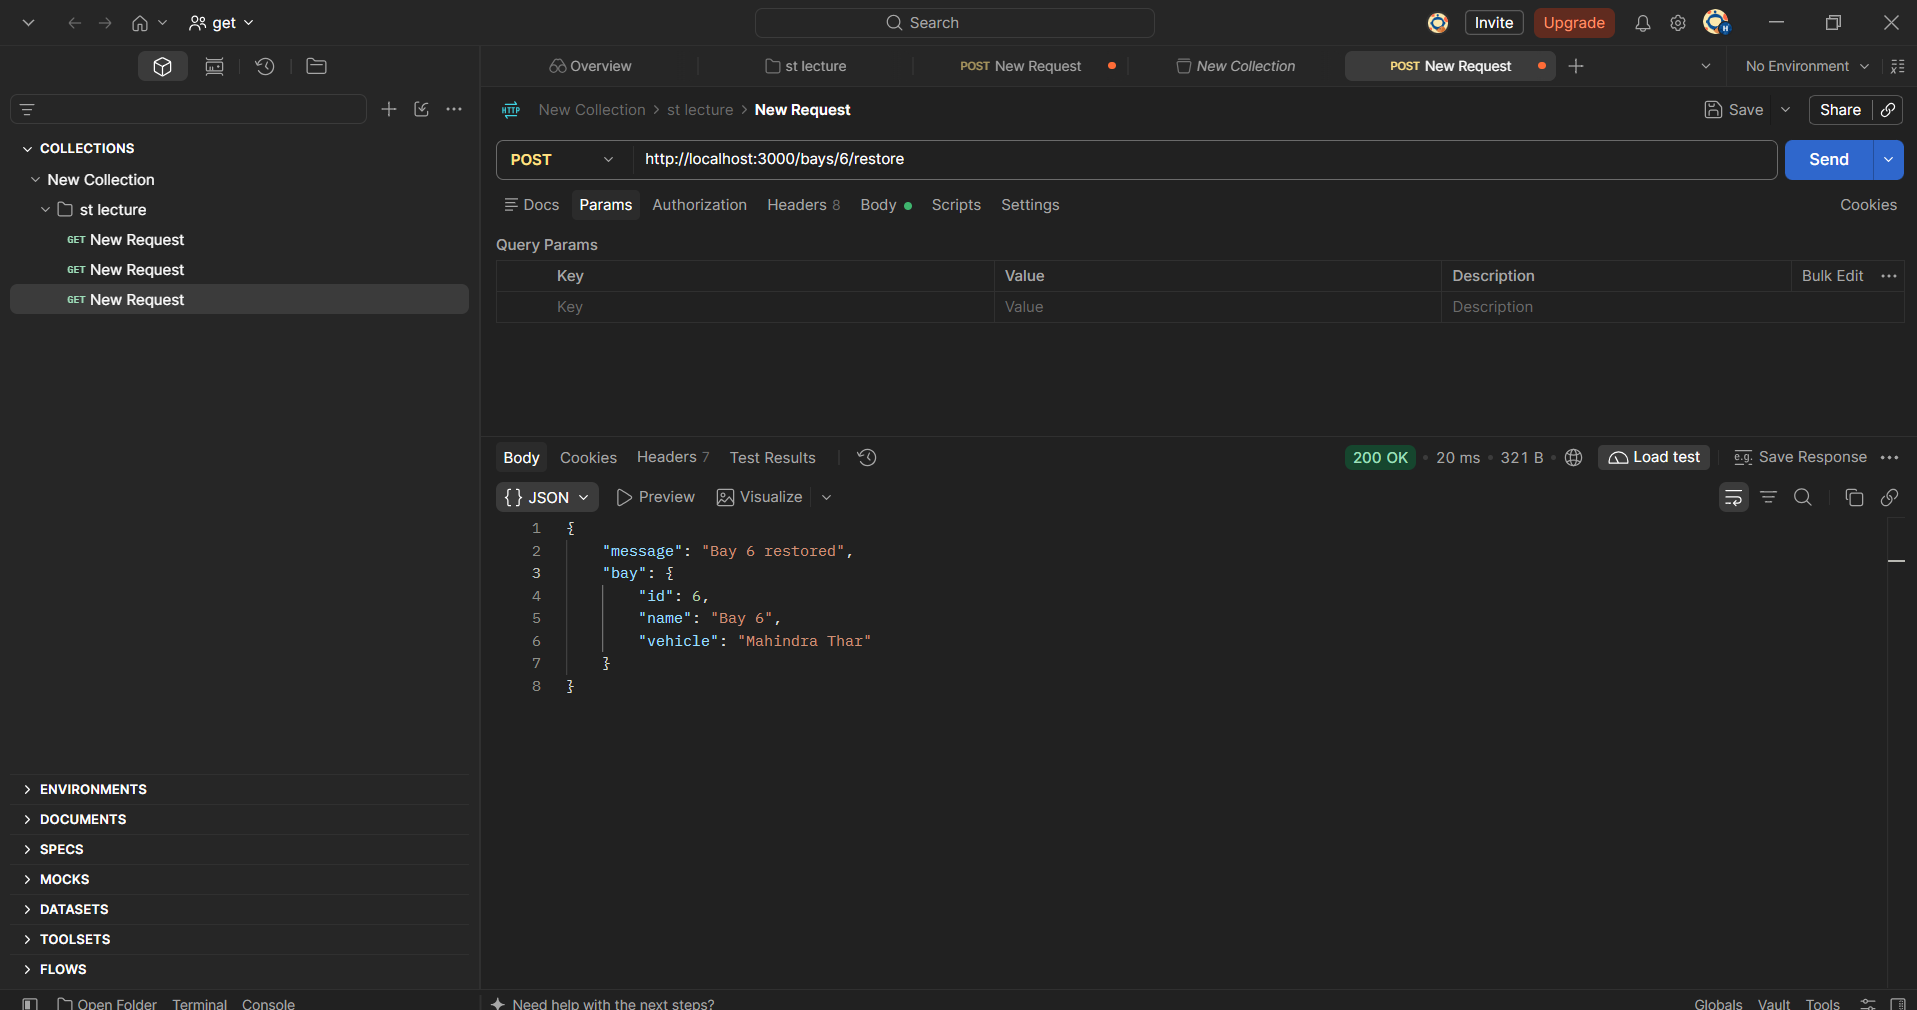 get
Search
Invite
Upgrade
Overview
st lecture
POST New Request
New Collection
POST New Request
No Environment
New Collection > st lecture > New Request
Save
Share
COLLECTIONS
New Collection
st lecture
GET New Request
GET New Request
GET New Request
HTTP
POST
http://localhost:3000/bays/6/restore
Send
Docs Params Authorization Headers 8 Body Scripts Settings
Cookies
Query Params
Key Value Description Bulk Edit
Key Value Description
Body Cookies Headers 7 Test Results
200 OK • 20 ms • 321 B
Load test
e.g. Save Response
{} JSON Preview Visualize
1 {
2 "message": "Bay 6 restored",
3 "bay": {
4 "id": 6,
5 "name": "Bay 6",
6 "vehicle": "Mahindra Thar"
7 }
8 }
ENVIRONMENTS
DOCUMENTS
SPECS
MOCKS
DATASETS
TOOLSETS
FLOWS
Open Folder Terminal Console
Need help with the next steps?
Globals Vault Tools